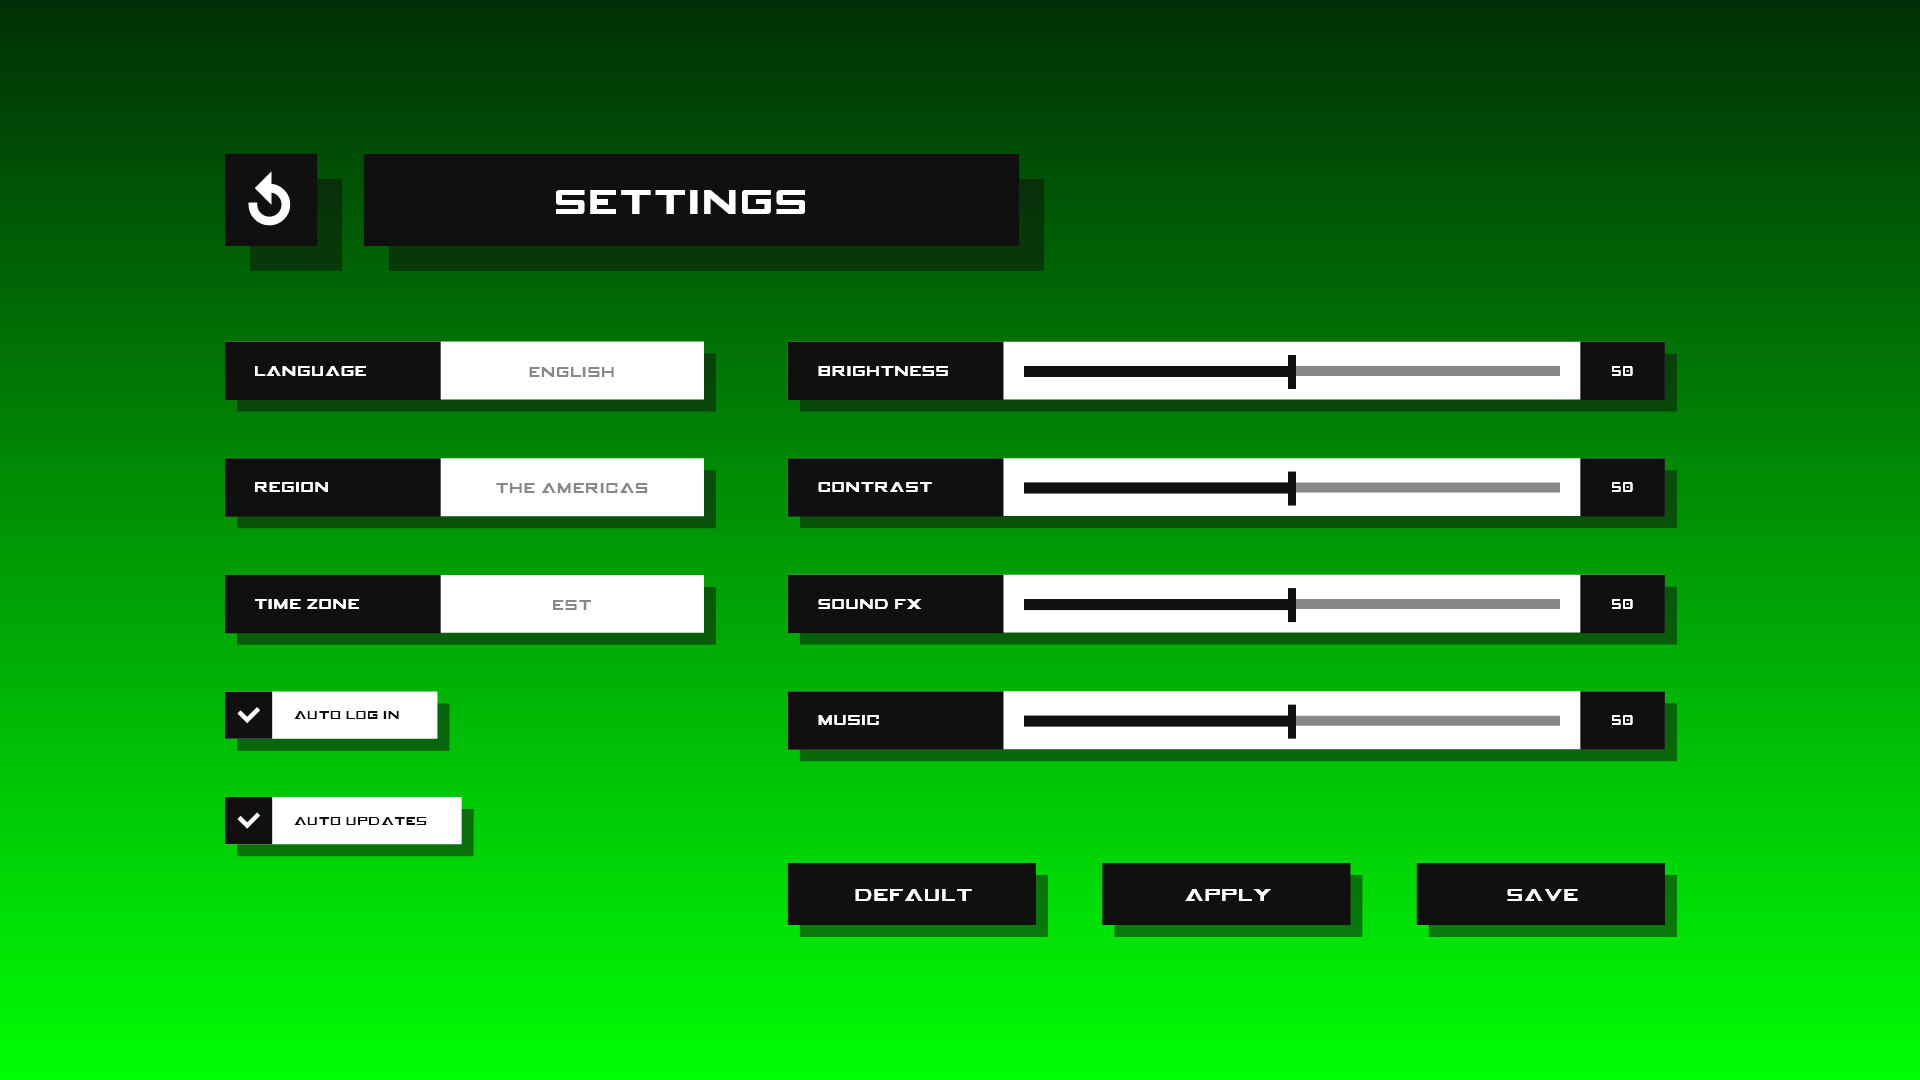 SETTINGS
LANGUAGE
ENGLISH
REGION
THE AMERICAS
TIME ZONE
EST
AUTO LOG IN
AUTO UPDATES
BRIGHTNESS
50
CONTRAST
50
SOUND FX
50
MUSIC
50
DEFAULT
APPLY
SAVE